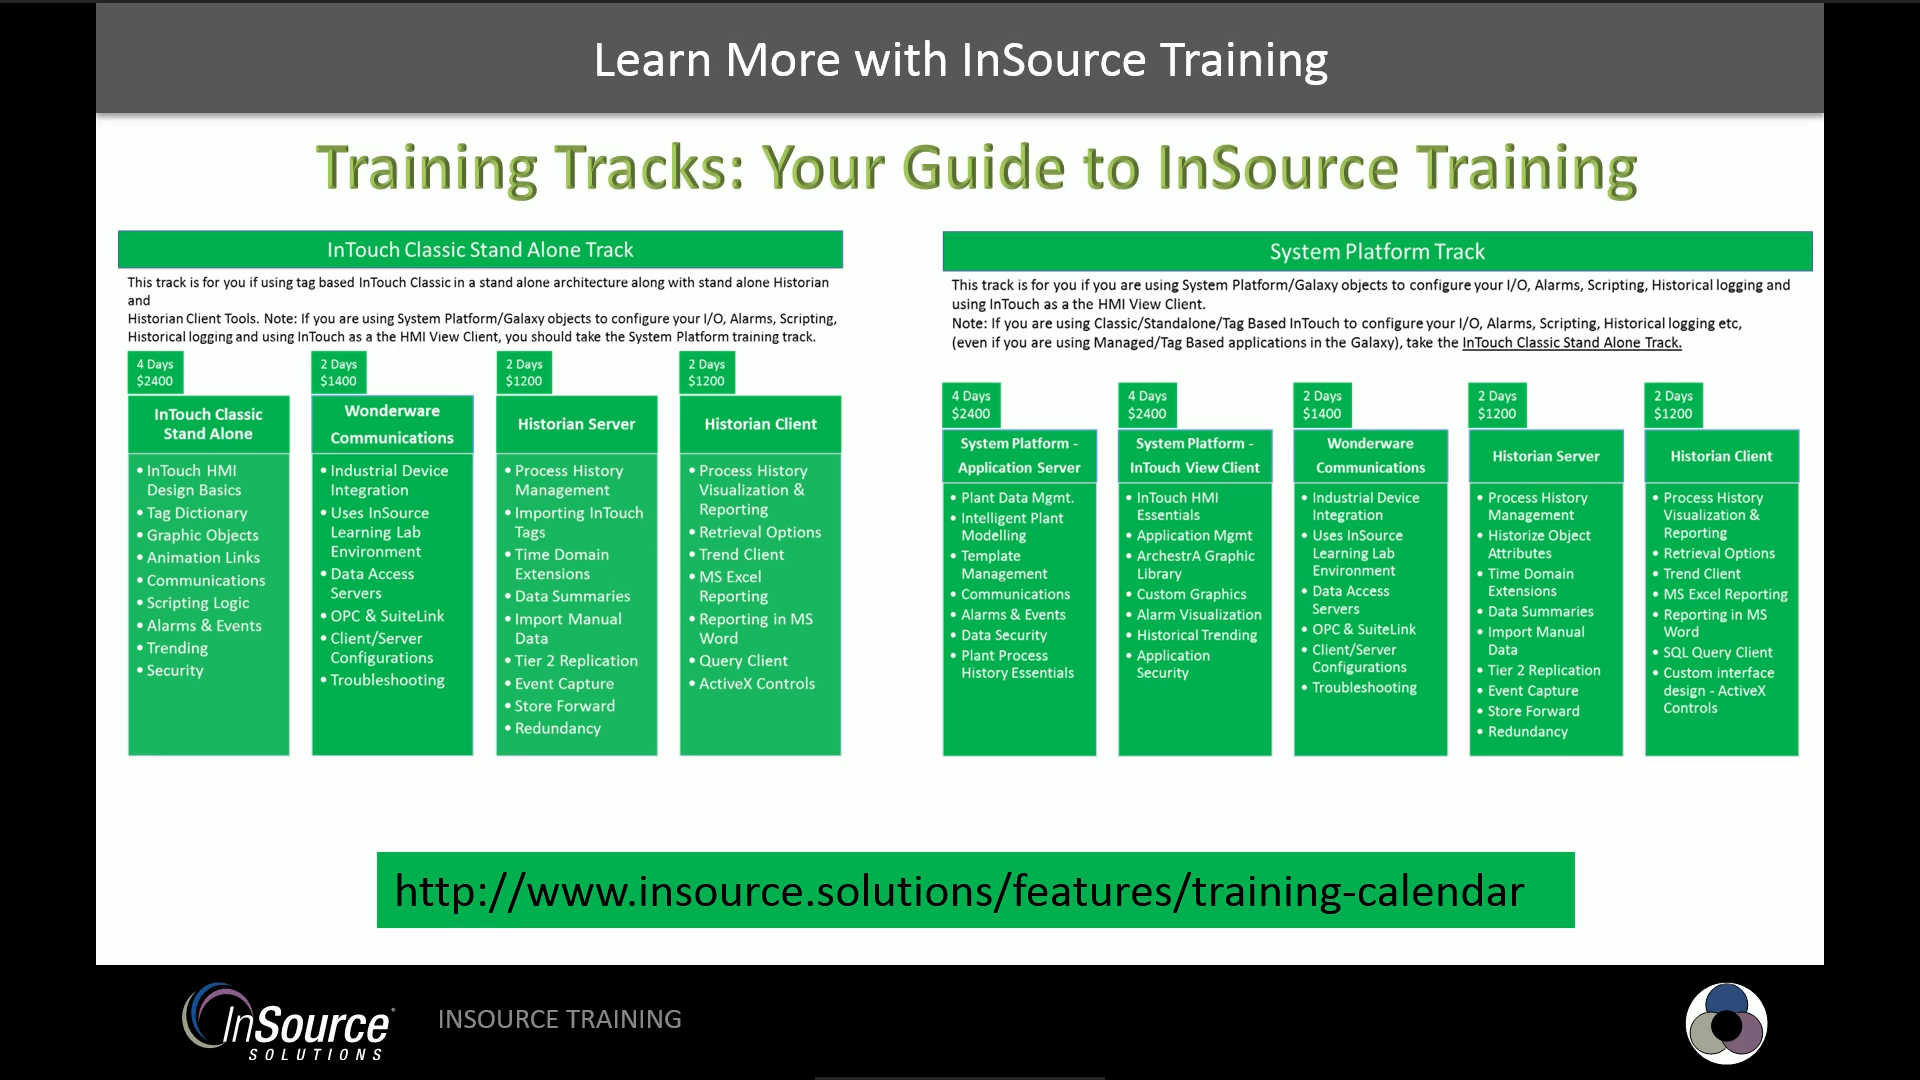 Learn More with InSource Training
Training Tracks: Your Guide to InSource Training
InTouch Classic Stand Alone Track
This track is for you if using tag based InTouch Classic in a stand alone architecture along with stand alone Historian
and
Historian Client Tools. Note: If you are using System Platform/Galaxy objects to configure your I/O, Alarms, Scripting,
Historical logging and using InTouch as a the HMI View Client, you should take the System Platform training track.
4 Days
$2400
InTouch Classic
Stand Alone
• InTouch HMI
Design Basics
• Tag Dictionary
• Graphic Objects
• Animation Links
• Communications
• Scripting Logic
• Alarms & Events
• Trending
• Security
2 Days
$1400
Wonderware
Communications
• Industrial Device
Integration
• Uses InSource
Learning Lab
Environment
• Data Access
Servers
• OPC & SuiteLink
• Client/Server
Configurations
• Troubleshooting
2 Days
$1200
Historian Server
• Process History
Management
• Importing InTouch
Tags
• Time Domain
Extensions
• Data Summaries
• Import Manual
Data
• Tier 2 Replication
• Event Capture
• Store Forward
• Redundancy
2 Days
$1200
Historian Client
• Process History
Visualization &
Reporting
• Retrieval Options
• Trend Client
• MS Excel
Reporting
• Reporting in MS
Word
• Query Client
• ActiveX Controls
System Platform Track
This track is for you if you are using System Platform/Galaxy objects to configure your I/O, Alarms, Scripting, Historical logging and
using InTouch as a the HMI View Client.
Note: If you are using Classic/Standalone/Tag Based InTouch to configure your I/O, Alarms, Scripting, Historical logging etc,
(even if you are using Managed/Tag Based applications in the Galaxy), take the InTouch Classic Stand Alone Track.
4 Days
$2400
System Platform -
Application Server
• Plant Data Mgmt.
• Intelligent Plant
Modelling
• Template
Management
• Communications
• Alarms & Events
• Data Security
• Plant Process
History Essentials
4 Days
$2400
System Platform -
InTouch View Client
• InTouch HMI
Essentials
• Application Mgmt
• ArchestrA Graphic
Library
• Custom Graphics
• Alarm Visualization
• Historical Trending
• Application
Security
2 Days
$1400
Wonderware
Communications
• Industrial Device
Integration
• Uses InSource
Learning Lab
Environment
• Data Access
Servers
• OPC & SuiteLink
• Client/Server
Configurations
• Troubleshooting
2 Days
$1200
Historian Server
• Process History
Management
• Historize Object
Attributes
• Time Domain
Extensions
• Data Summaries
• Import Manual
Data
• Tier 2 Replication
• Event Capture
• Store Forward
• Redundancy
2 Days
$1200
Historian Client
• Process History
Visualization &
Reporting
• Retrieval Options
• Trend Client
• MS Excel Reporting
• Reporting in MS
Word
• SQL Query Client
• Custom interface
design - ActiveX
Controls
http://www.insource.solutions/features/training-calendar
InSource
SOLUTIONS
INSOURCE TRAINING